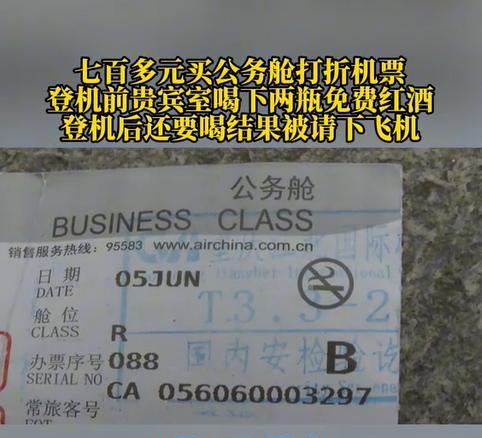 七百多元买公务舱打折机票
登机前贵宾室喝下两瓶免费红酒
登机后还要喝结果被请下飞机
公务舱
BUSINESS CLASS
销售服务热线：95583 www.airchina.com.cn
日期 05JUN
DATE
T3.3-2
舱位
CLASS R
国内安检
办票序号 088 B
SERIAL NO
CA 056060003297
常旅客号